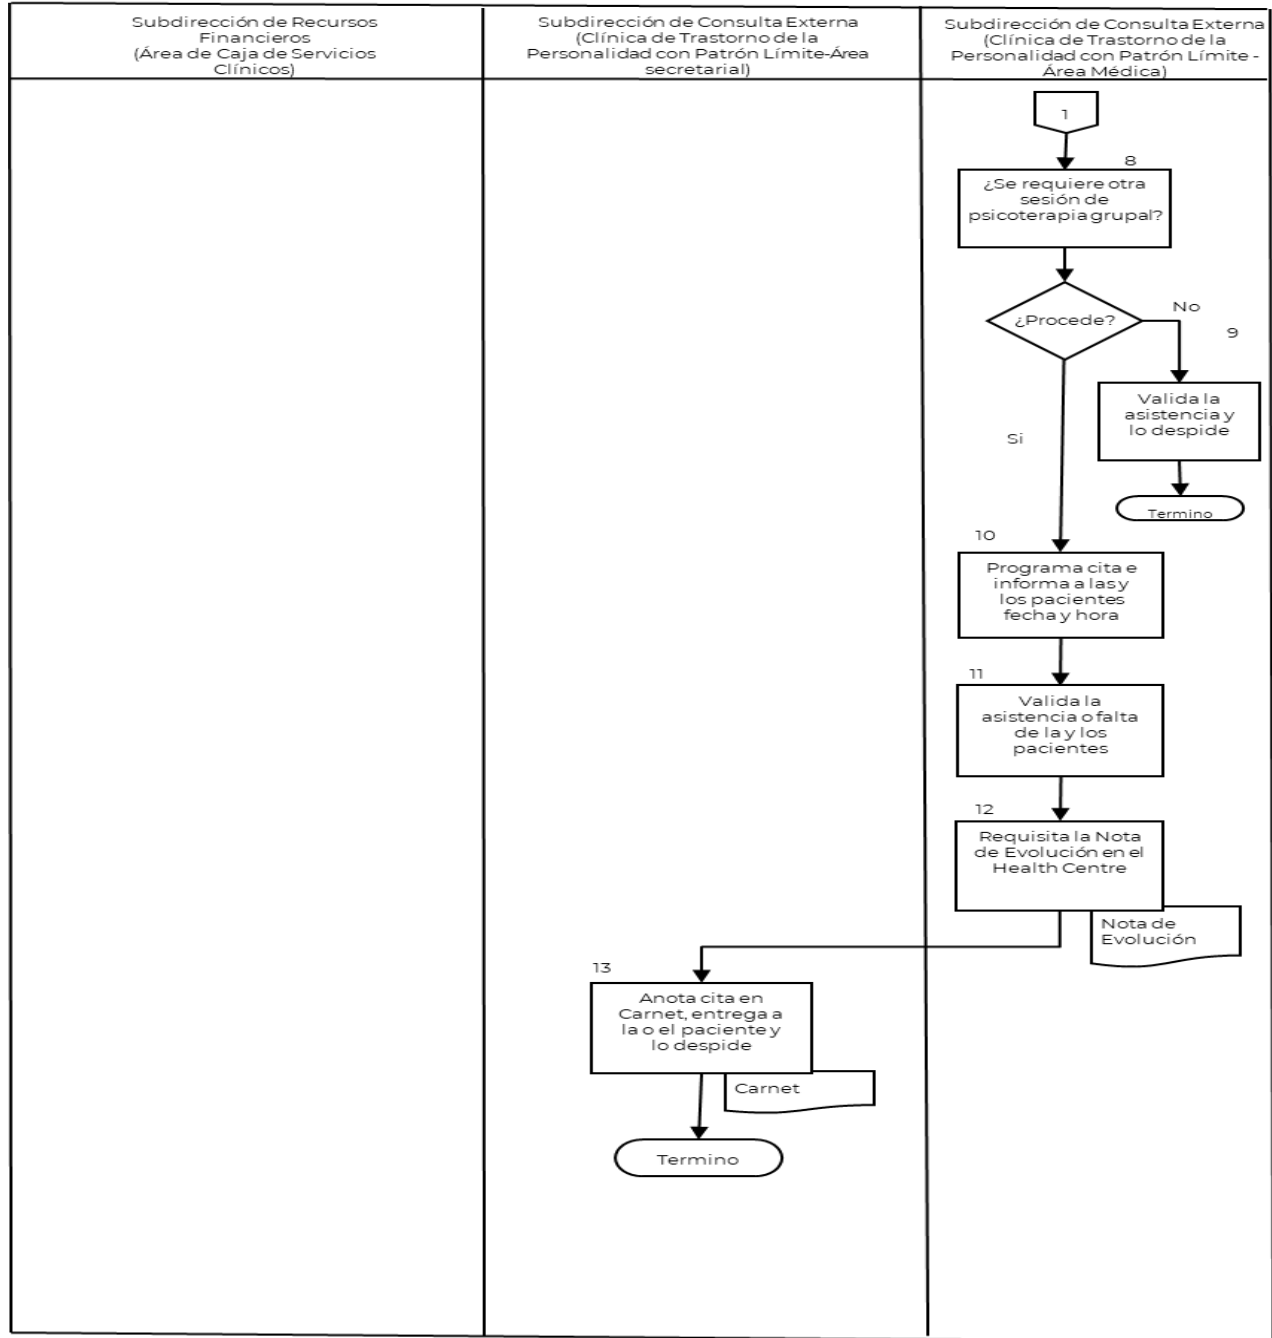 Subdirección de Recursos
Financieros
(Área de Caja de Servicios
Clínicos)
Subdirección de Consulta Externa
(Clínica de Trastorno de la
Personalidad con Patrón Límite-Área
secretarial)
Subdirección de Consulta Externa
(Clínica de Trastorno de la
Personalidad con Patrón Límite -
Área Médica)
1
8
¿Se requiere otra
sesión de
psicoterapia grupal?
¿Procede?
No
9
Valida la
asistencia y
lo despide
Termino
Si
10
Programa cita e
informa a las y
los pacientes
fecha y hora
11
Valida la
asistencia o falta
de la y los
pacientes
12
Requisita la Nota
de Evolución en el
Health Centre
Nota de
Evolución
13
Anota cita en
Carnet, entrega a
la o el paciente y
lo despide
Carnet
Termino